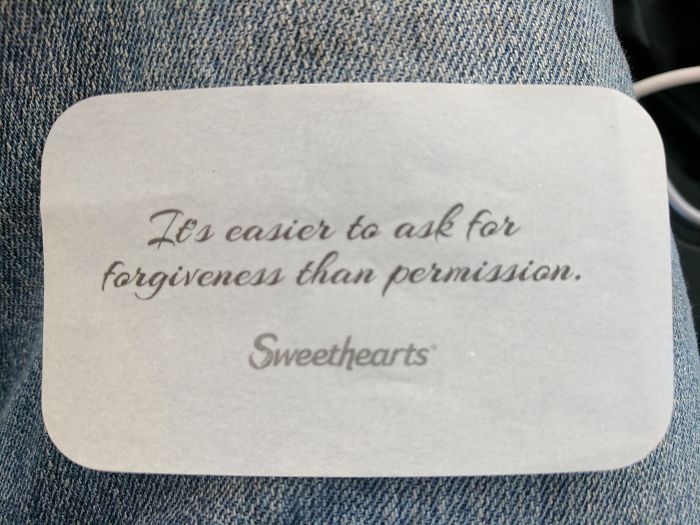 It's easier to ask for
forgiveness than permission.
Sweethearts®